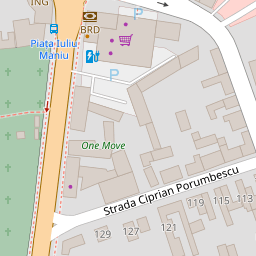 ING
BRD
P
Piața Iuliu
Maniu
P
One Move
Strada Ciprian Porumbescu
119
115
113
129
127
121